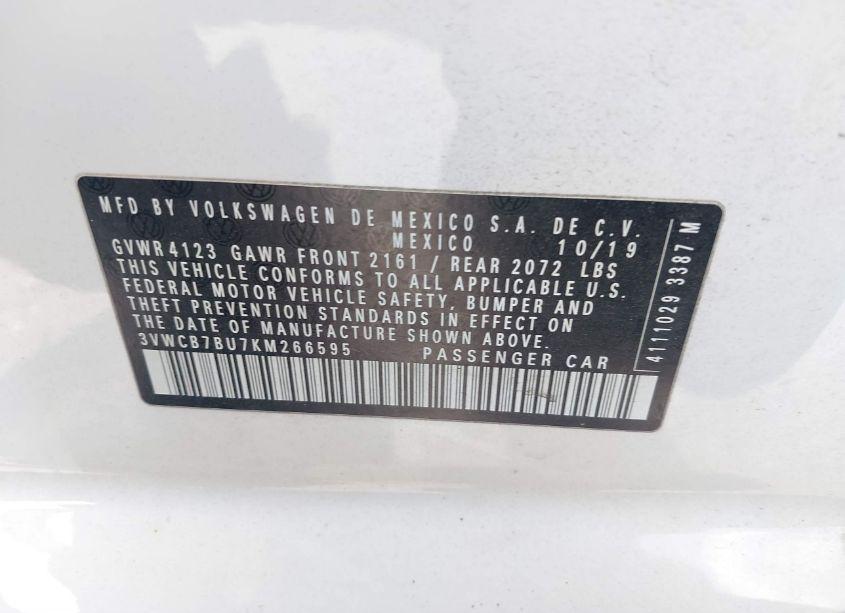 MFD BY VOLKSWAGEN DE MEXICO S.A. DE C.V.
MEXICO 10/19
GVWR 4123 GAWR FRONT 2161 / REAR 2072 LBS
THIS VEHICLE CONFORMS TO ALL APPLICABLE U.S.
FEDERAL MOTOR VEHICLE SAFETY, BUMPER AND
THEFT PREVENTION STANDARDS IN EFFECT ON
THE DATE OF MANUFACTURE SHOWN ABOVE.
3VWCB7BU7KM266595 PASSENGER CAR
4111029 3387 M